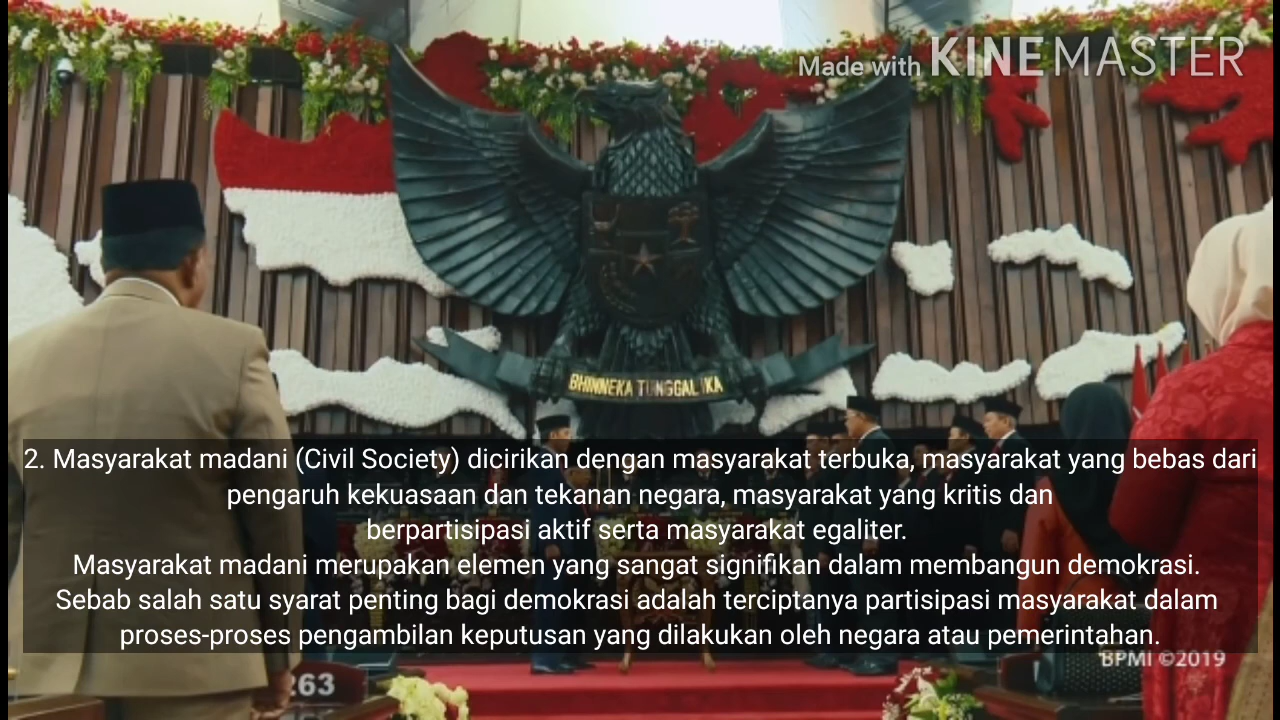 Made with KINEMASTER
BHINNEKA TUNGGAL IKA
2. Masyarakat madani (Civil Society) dicirikan dengan masyarakat terbuka, masyarakat yang bebas dari
pengaruh kekuasaan dan tekanan negara, masyarakat yang kritis dan
berpartisipasi aktif serta masyarakat egaliter.
Masyarakat madani merupakan elemen yang sangat signifikan dalam membangun demokrasi.
Sebab salah satu syarat penting bagi demokrasi adalah terciptanya partisipasi masyarakat dalam
proses-proses pengambilan keputusan yang dilakukan oleh negara atau pemerintahan.
BPMI ©2019
263